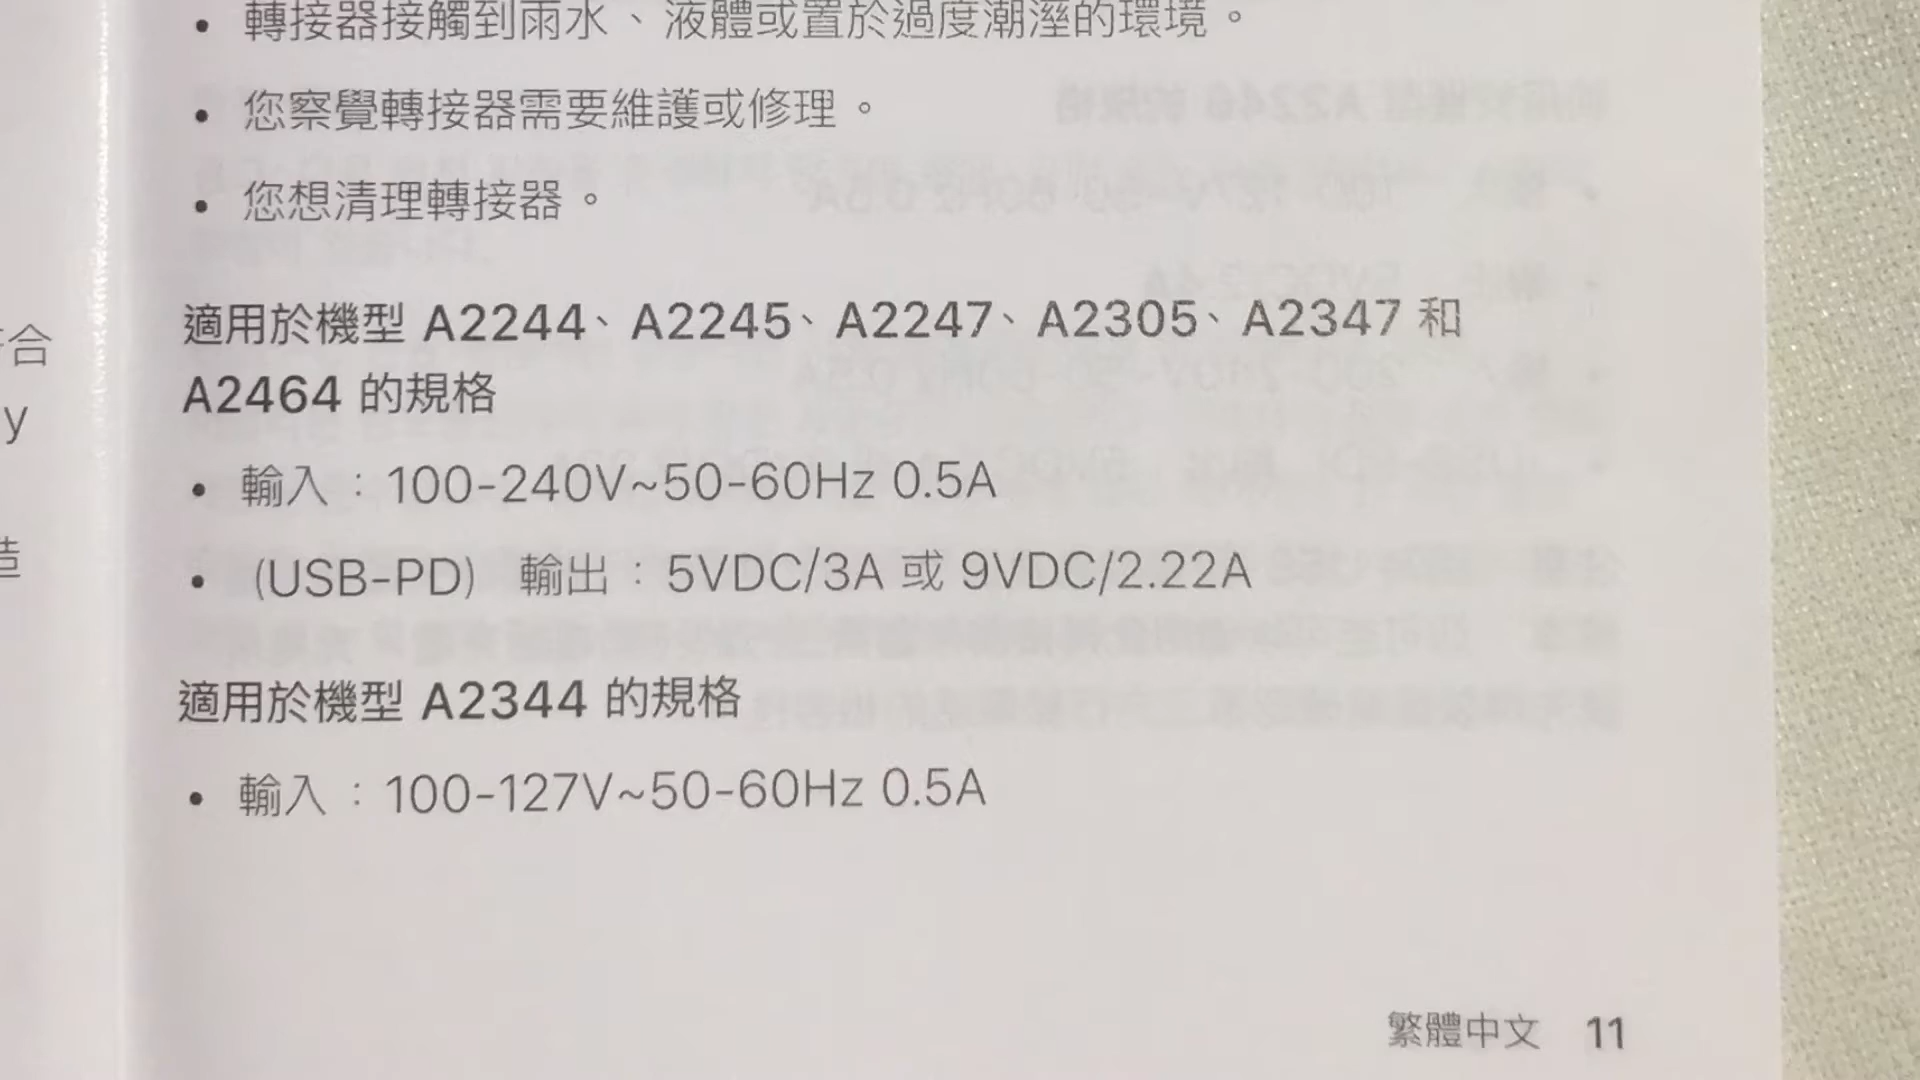 • 轉接器接觸到雨水、液體或置於過度潮溼的環境。
• 您察覺轉接器需要維護或修理。
• 您想清理轉接器。
適用於機型 A2244、A2245、A2247、A2305、A2347 和
合
A2464 的規格
y
• 輸入：100-240V~50-60Hz 0.5A
造
• (USB-PD) 輸出：5VDC/3A 或 9VDC/2.22A
適用於機型 A2344 的規格
• 輸入：100-127V~50-60Hz 0.5A
繁體中文 11